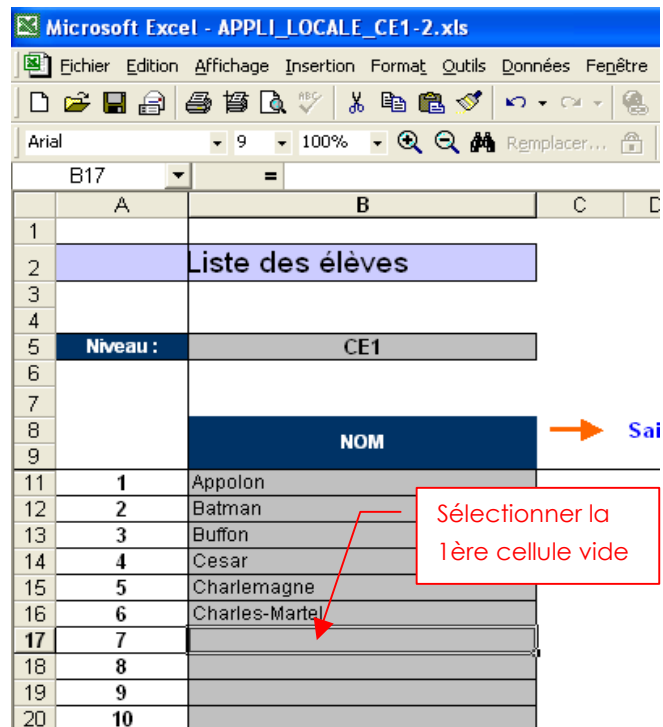 Microsoft Excel - APPLI_LOCALE_CE1-2.xls
Fichier Edition Affichage Insertion Format Outils Données Fenêtre
ABC
Arial 9 100% Remplacer...
B17 =
A B C
1
2 Liste des élèves
3
4
5 Niveau : CE1
6
7
8 Sai
NOM
9
11 1 Appolon
12 2 Batman
13 3 Buffon
14 4 Cesar
15 5 Charlemagne
16 6 Charles-Martel
17 7
18 8
19 9
20 10
Sélectionner la
1ère cellule vide